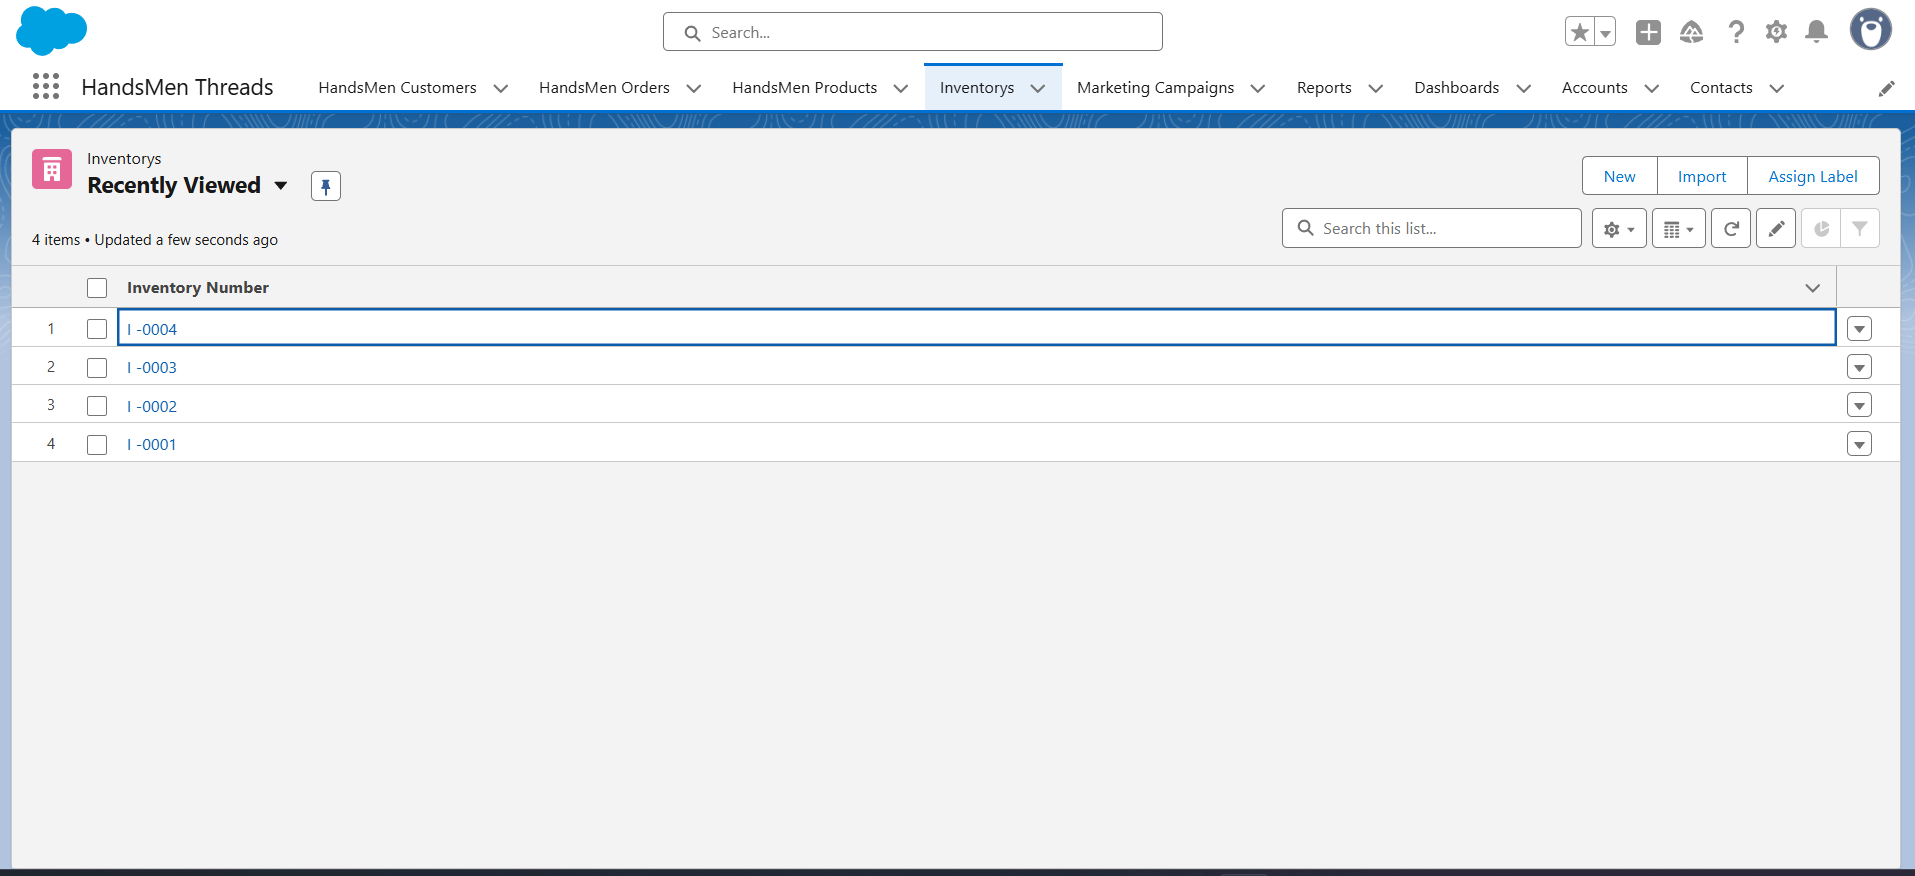 Search...
HandsMen Threads
HandsMen Customers
HandsMen Orders
HandsMen Products
Inventorys
Marketing Campaigns
Reports
Dashboards
Accounts
Contacts
Inventorys
Recently Viewed
New
Import
Assign Label
4 items • Updated a few seconds ago
Search this list...
Inventory Number
1 I -0004
2 I -0003
3 I -0002
4 I -0001